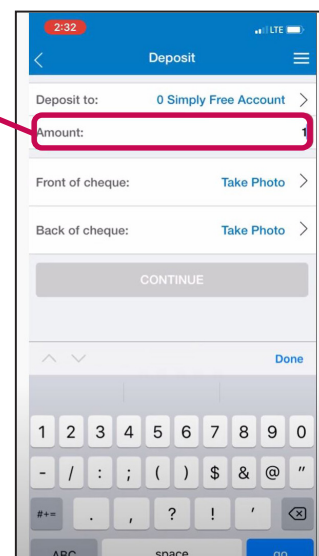 2:32 LTE
Deposit
Deposit to: 0 Simply Free Account
Amount: 1
Front of cheque: Take Photo
Back of cheque: Take Photo
CONTINUE
Done
1 2 3 4 5 6 7 8 9 0
- / : ; ( ) $ & @ "
#+= . , ? ! '
ABC space go